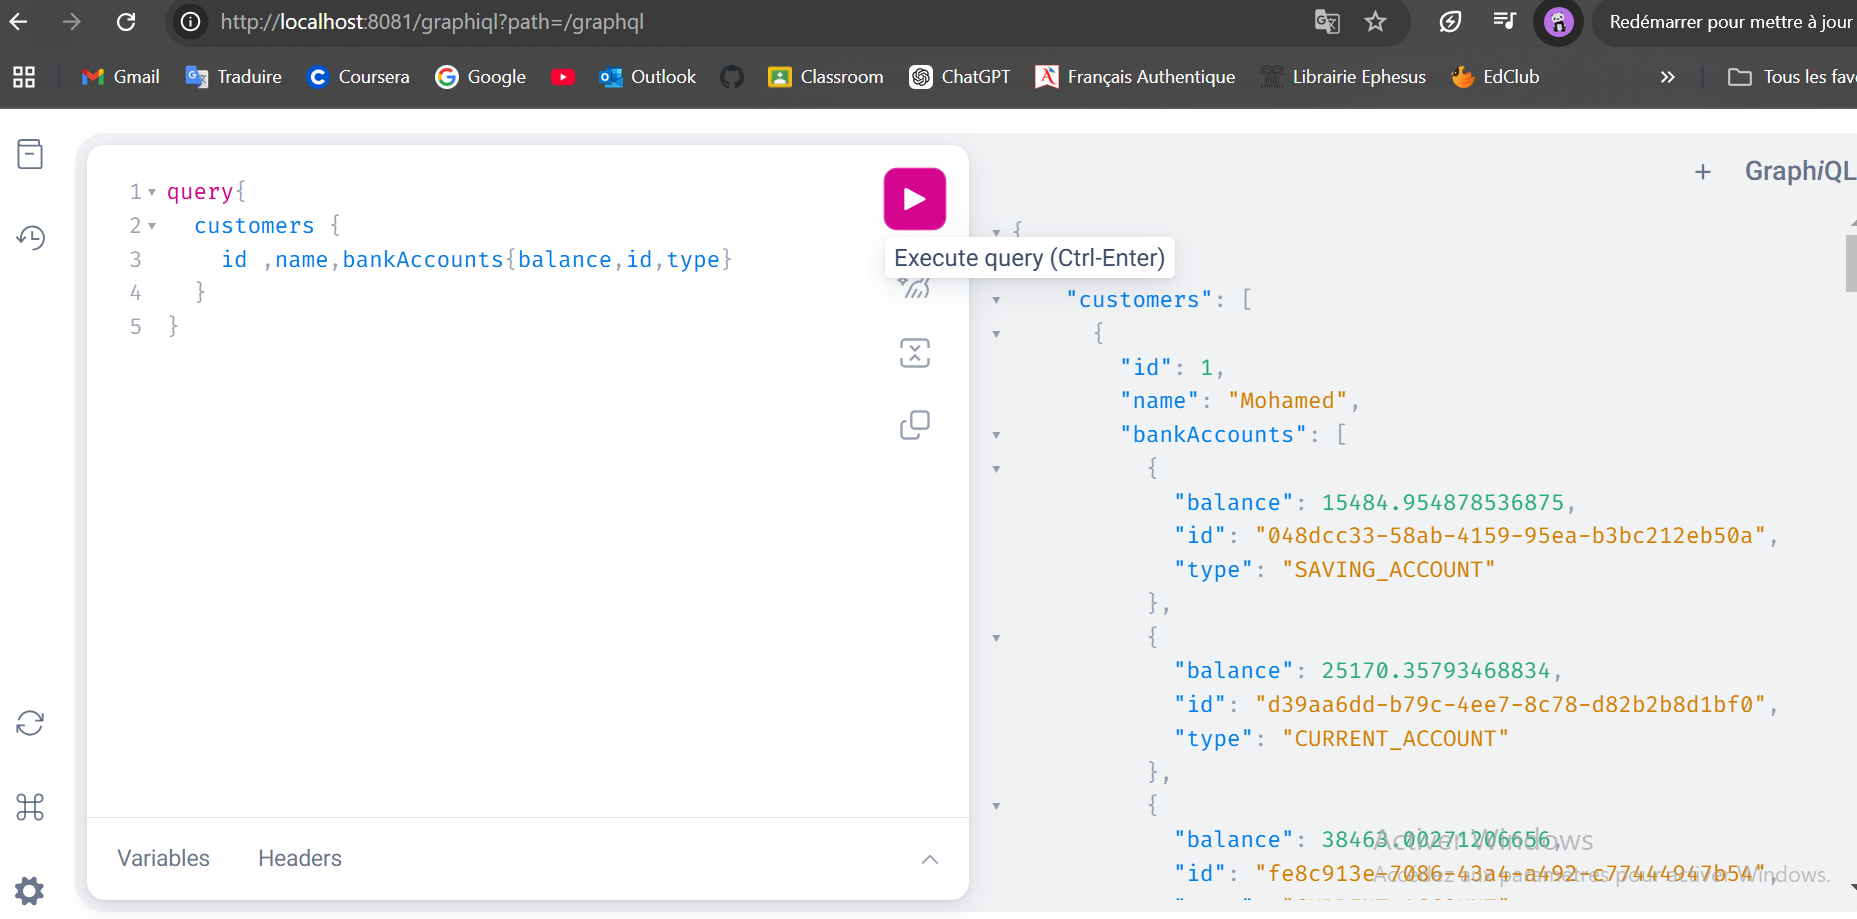 http://localhost:8081/graphiql?path=/graphql
Redémarrer pour mettre à jour
Gmail Traduire Coursera Google Outlook Classroom ChatGPT Français Authentique Librairie Ephesus EdClub » Tous les fav
+ GraphiQL
1 query{
2 customers {
3 id ,name,bankAccounts{balance,id,type}
4 }
5 }
Execute query (Ctrl-Enter)
{
"customers": [
{
"id": 1,
"name": "Mohamed",
"bankAccounts": [
{
"balance": 15484.954878536875,
"id": "048dcc33-58ab-4159-95ea-b3bc212eb50a",
"type": "SAVING_ACCOUNT"
},
{
"balance": 25170.35793468834,
"id": "d39aa6dd-b79c-4ee7-8c78-d82b2b8d1bf0",
"type": "CURRENT_ACCOUNT"
},
{
"balance": 38463.00271206656,
"id": "fe8c913e-7086-43a4-a492-c77444947b54",
Activer Windows
Accédez aux paramètres pour activer Windows.
Variables Headers